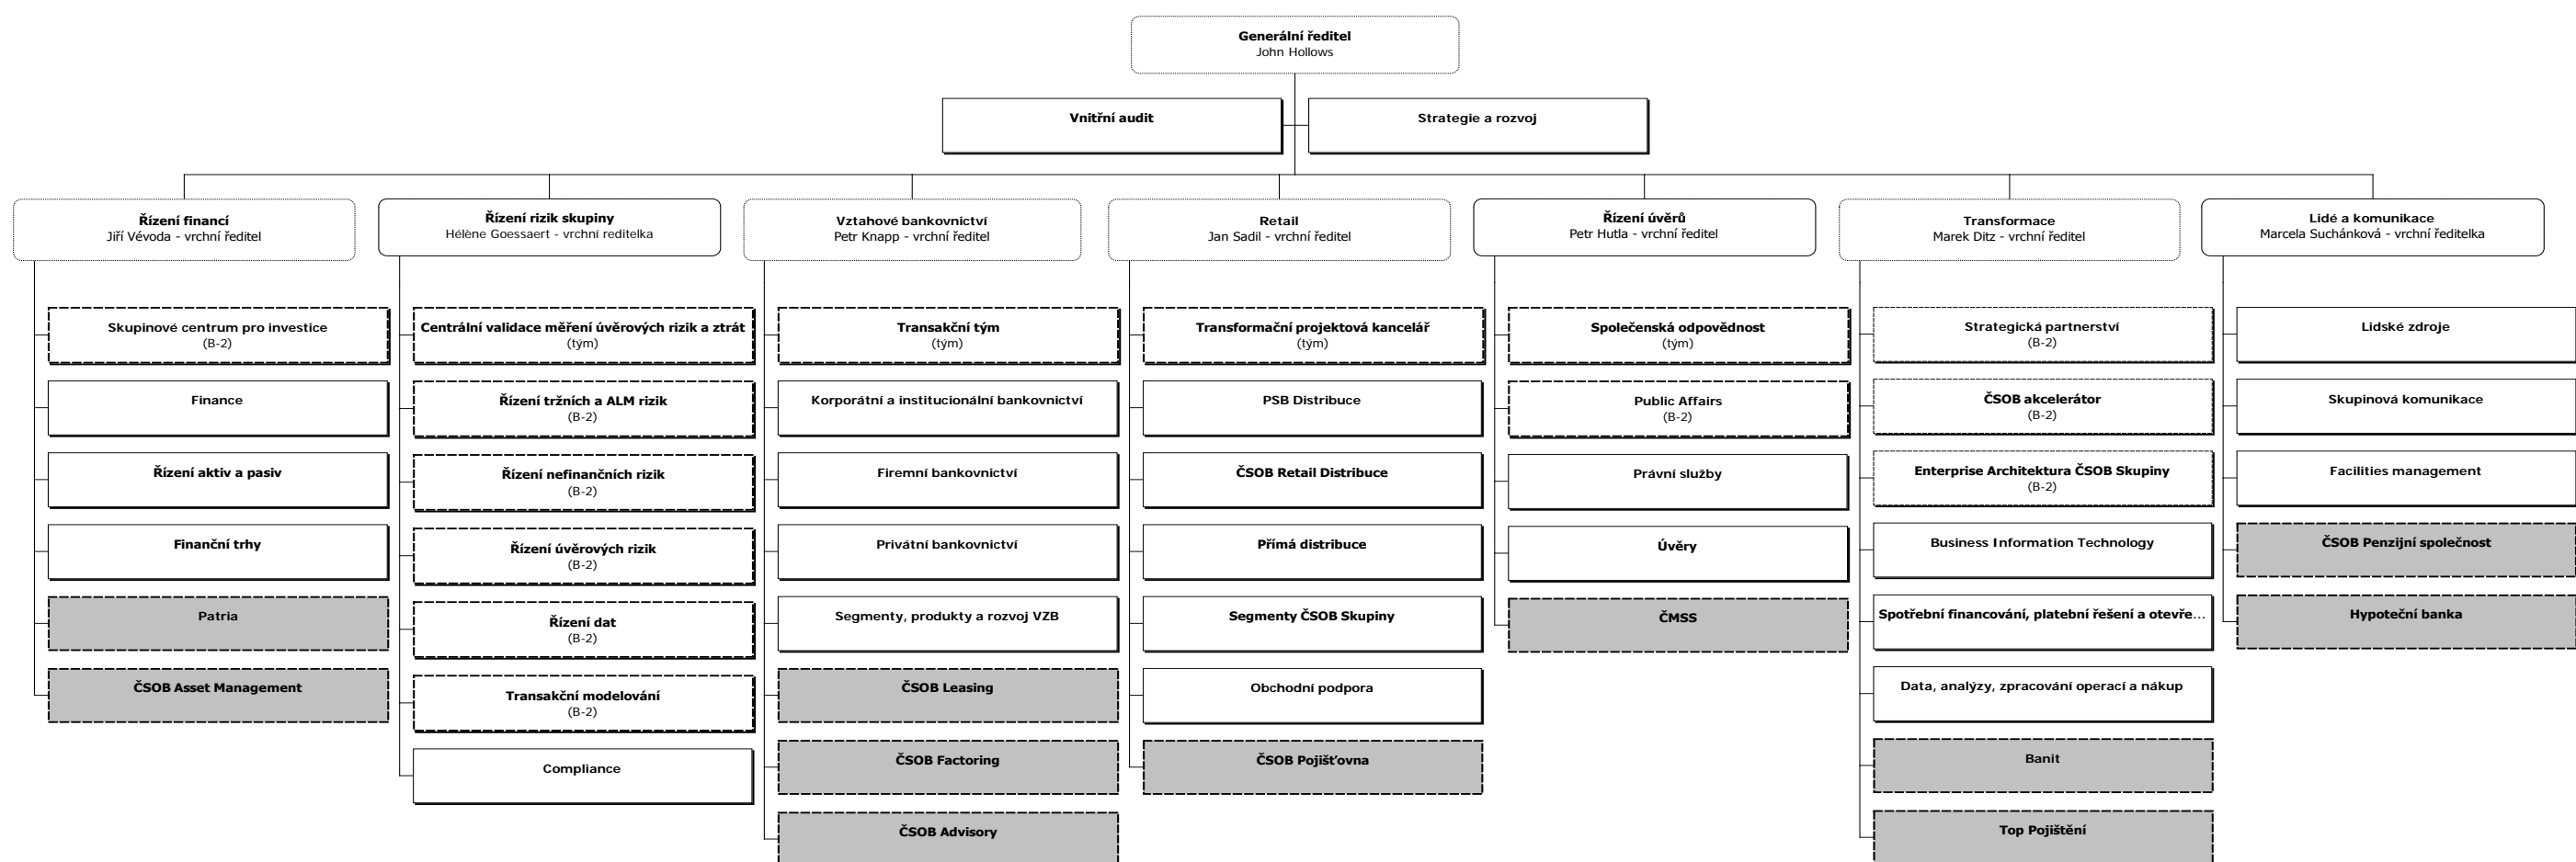 Generální ředitel
John Hollows
Vnitřní audit
Strategie a rozvoj
Řízení financí
Jiří Vévoda - vrchní ředitel
Řízení rizik skupiny
Hélène Goessaert - vrchní reditelka
Vztahové bankovnictví
Petr Knapp - vrchní ředitel
Retail
Jan Sadil - vrchní ředitel
Řízení úvěrů
Petr Hutla - vrchní ředitel
Transformace
Marek Ditz - vrchní ředitel
Lidé a komunikace
Marcela Suchánková - vrchní ředitelka
Skupinové centrum pro investice
(B-2)
Finance
Řízení aktiv a pasiv
Finanční trhy
Patria
ČSOB Asset Management
Centrální validace měření úvěrových rizik a ztrát
(tým)
Řízení tržních a ALM rizik
(B-2)
Řízení nefinančních rizik
(B-2)
Řízení úvěrových rizik
(B-2)
Řízení dat
(B-2)
Transakční modelování
(B-2)
Compliance
Transakční tým
(tým)
Korporátní a institucionální bankovnictví
Firemní bankovnictví
Privátní bankovnictví
Segmenty, produkty a rozvoj VZB
ČSOB Leasing
ČSOB Factoring
ČSOB Advisory
Transformační projektová kancelář
(tým)
PSB Distribuce
ČSOB Retail Distribuce
Přímá distribuce
Segmenty ČSOB Skupiny
Obchodní podpora
ČSOB Pojišťovna
Společenská odpovědnost
(tým)
Public Affairs
(B-2)
Právní služby
Úvěry
ČMSS
Strategická partnerství
(B-2)
ČSOB akcelerátor
(B-2)
Enterprise Architektura ČSOB Skupiny
(B-2)
Business Information Technology
Spotřební financování, platební řešení a otevře...
Data, analýzy, zpracování operací a nákup
Banit
Top Pojištění
Lidské zdroje
Skupinová komunikace
Facilities management
ČSOB Penzijní společnost
Hypoteční banka